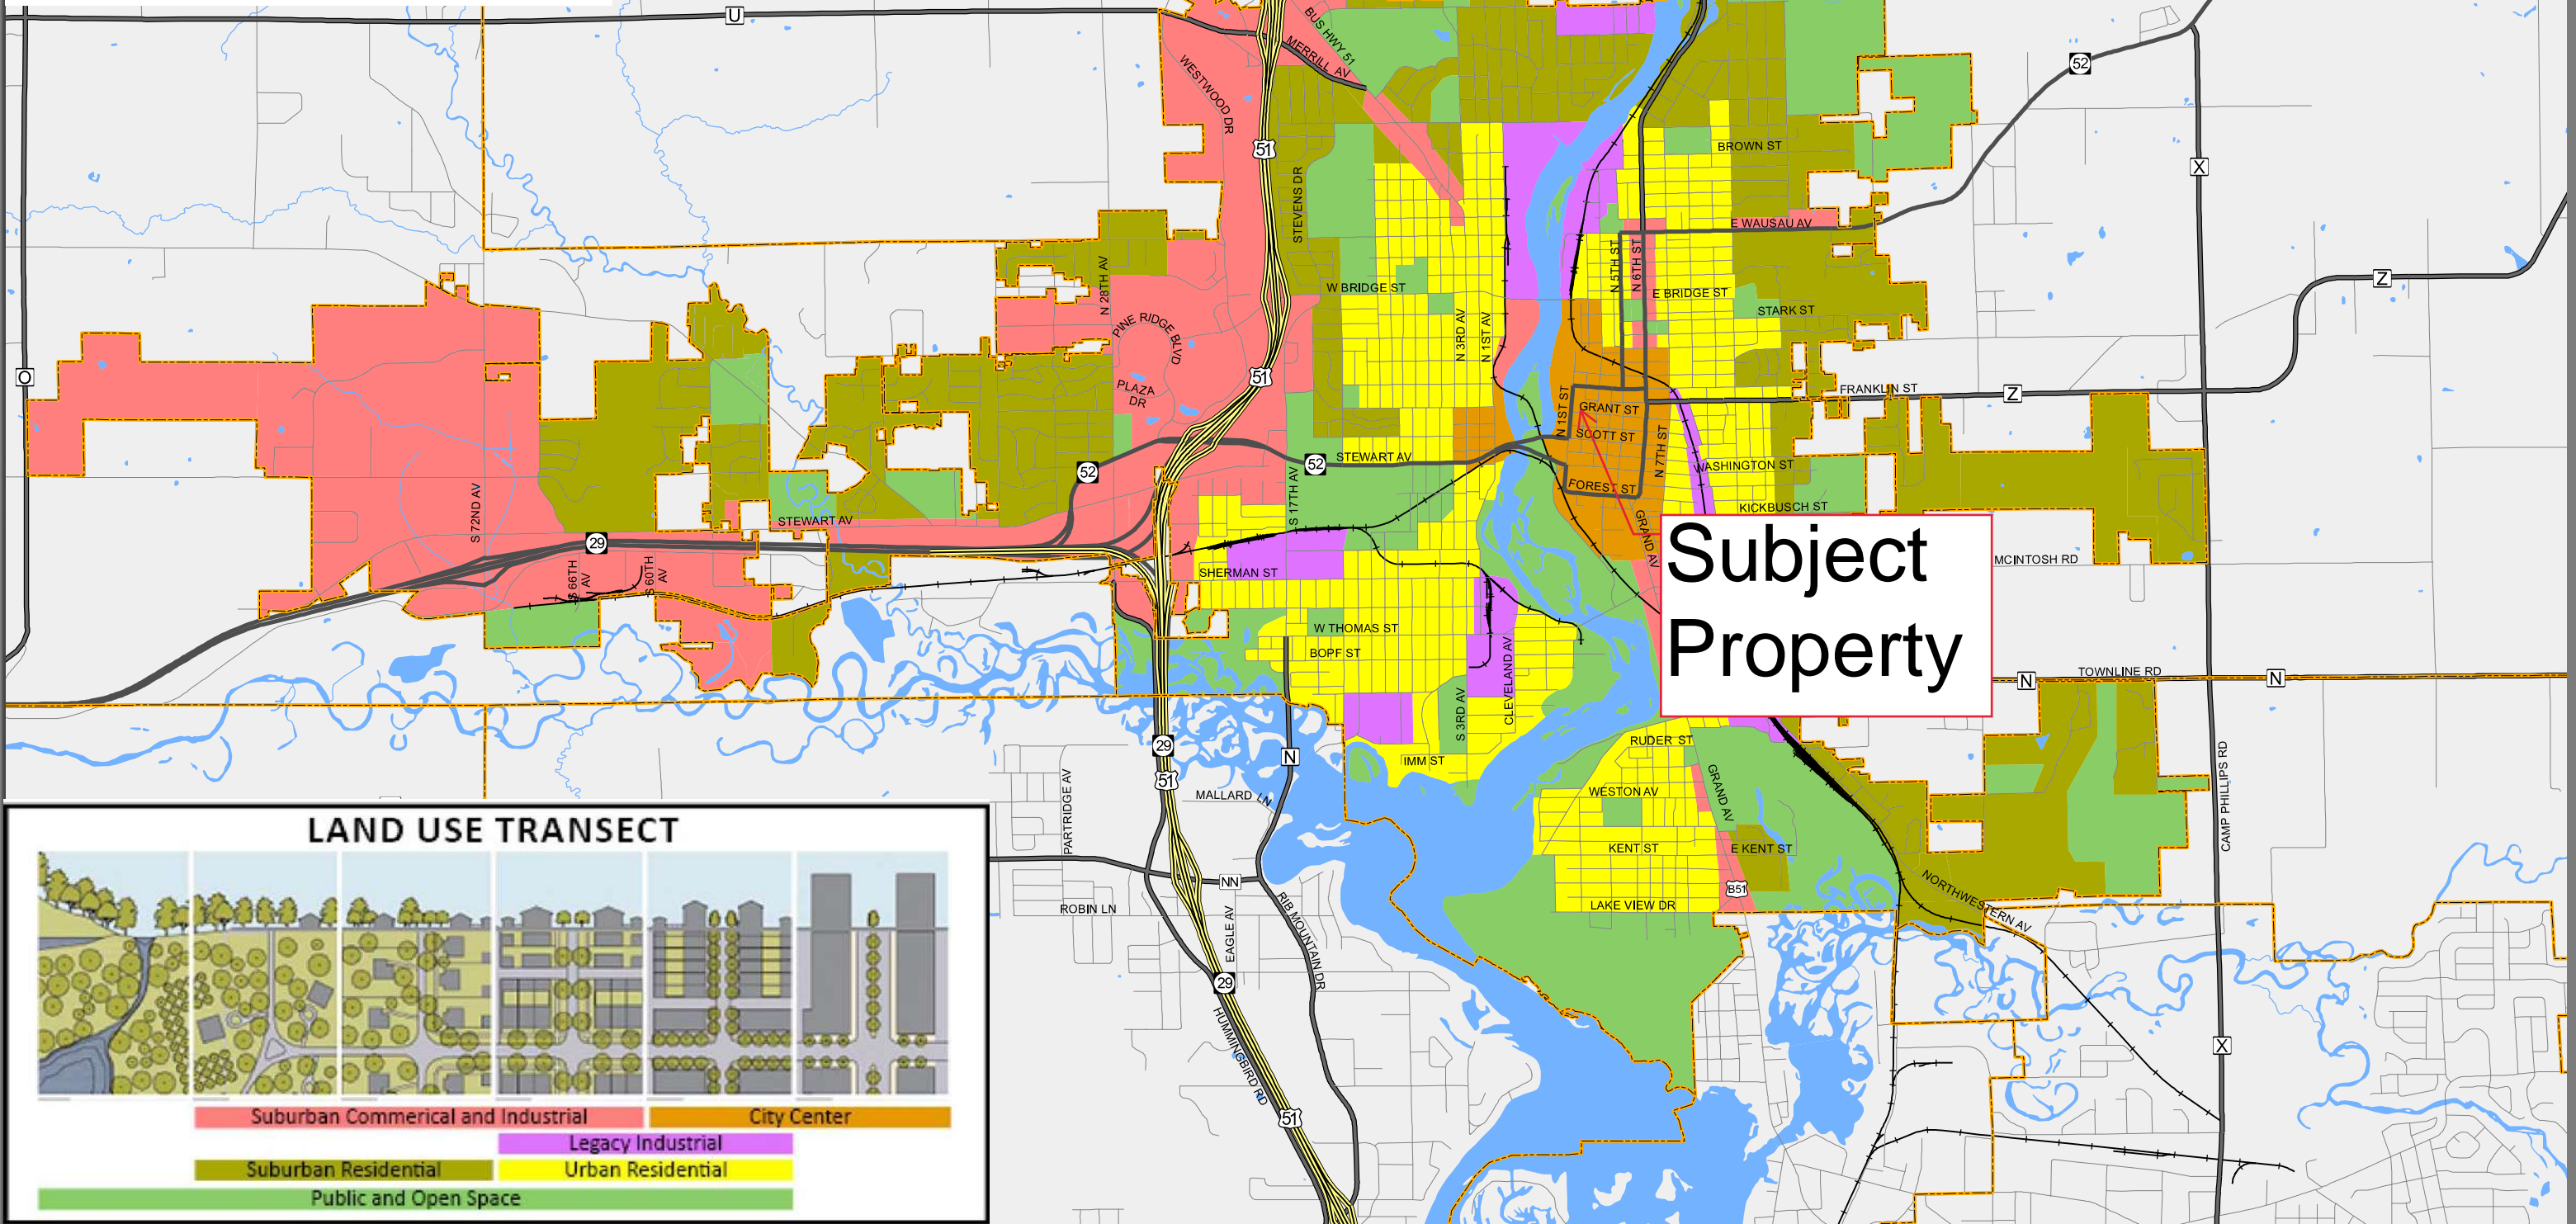 U
BUS HWY 51
MERRILL AV
52
WESTWOOD DR
51
BROWN ST
X
STEVENS DR
E WAUSAU AV
N 5TH ST
N 6TH ST
N 28TH AV
W BRIDGE ST
E BRIDGE ST
Z
STARK ST
PINE RIDGE BLVD
N 3RD AV
N 1ST AV
O
51
PLAZA
DR
FRANKLIN ST
Z
N 1ST ST
GRANT ST
SCOTT ST
N 7TH ST
52
52
STEWART AV
WASHINGTON ST
S 72ND AV
S 17TH AV
FOREST ST
KICKBUSCH ST
STEWART AV
GRAND AV
29
Subject
Property
MCINTOSH RD
S 66TH
AV
S 60TH
AV
SHERMAN ST
W THOMAS ST
BOPF ST
CLEVELAND AV
S 3RD AV
TOWNLINE RD
N
N
29
N
51
RUDER ST
IMM ST
GRAND AV
CAMP PHILLIPS RD
PARTRIDGE AV
MALLARD LN
WESTON AV
KENT ST
E KENT ST
NN
B51
NORTHWESTERN AV
ROBIN LN
LAKE VIEW DR
EAGLE AV
RIB MOUNTAIN DR
29
HUMMINGBIRD RD
X
51
LAND USE TRANSECT
Suburban Commerical and Industrial
City Center
Legacy Industrial
Suburban Residential
Urban Residential
Public and Open Space